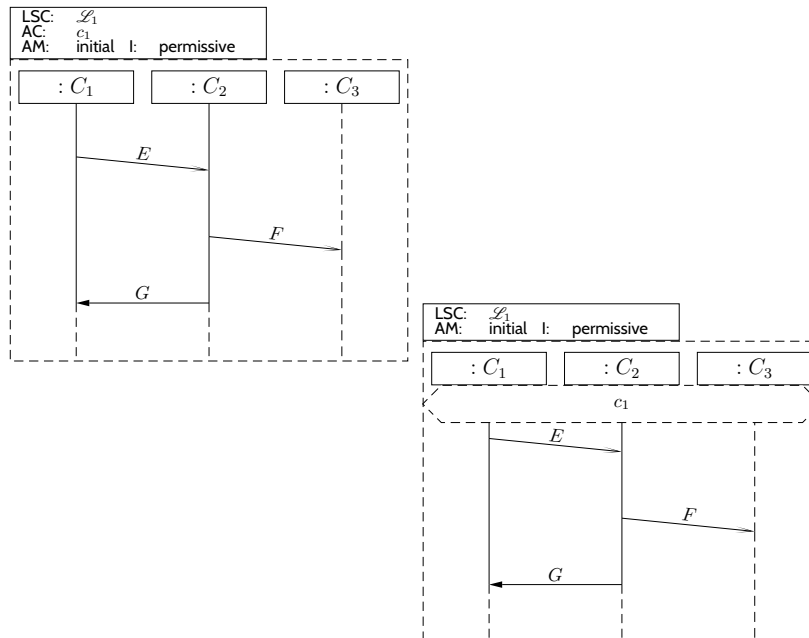 LSC: ℒ₁
AC: c₁
AM: initial I: permissive
: C₁ : C₂ : C₃
E
F
G
LSC: ℒ₁
AM: initial I: permissive
: C₁ : C₂ : C₃
c₁
E
F
G